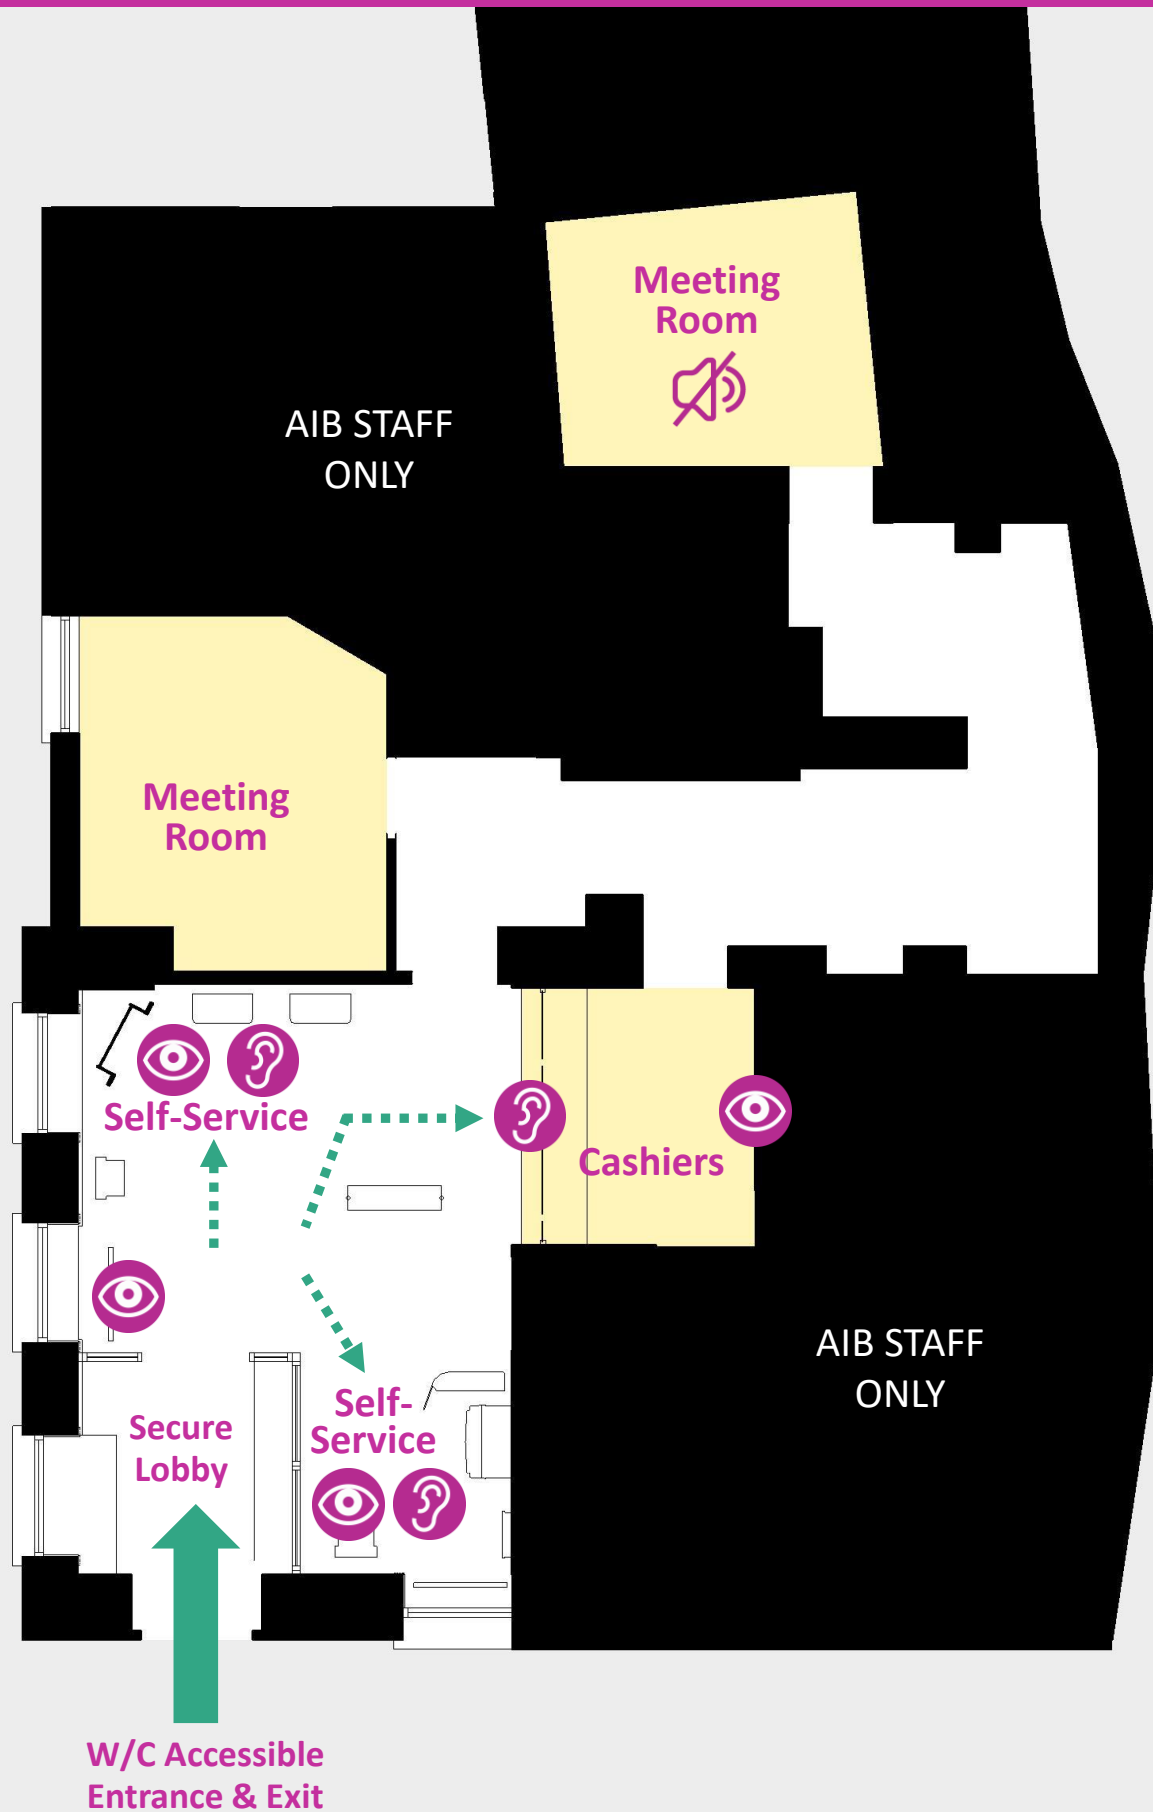 Meeting
Room
AIB STAFF
ONLY
Meeting
Room
Self-Service
Cashiers
AIB STAFF
ONLY
Self-
Service
Secure
Lobby
W/C Accessible
Entrance & Exit